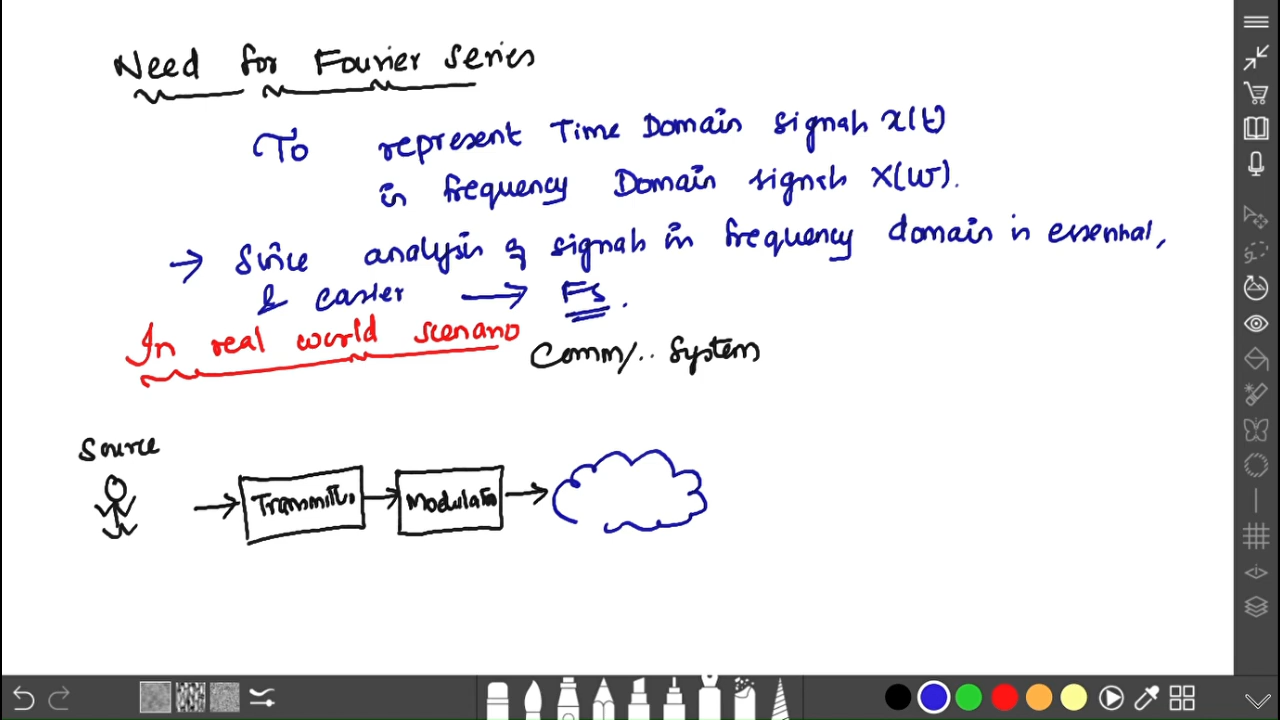 Need for Fourier series
To represent Time Domain signals x(t)
in frequency Domain signals X(w).
→ Since analysis of signals in frequency domain is essential,
& easier → FS.
In real world scenario
Comm/.. System
Source
Transmitter
Modulator